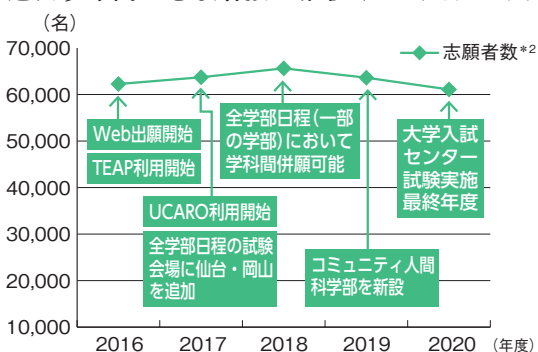 (名)
70,000
60,000
50,000
40,000
30,000
20,000
10,000
志願者数*2
Web出願開始
TEAP利用開始
UCARO利用開始
全学部日程の試験
会場に仙台・岡山
を追加
全学部日程(一部
の学部)において
学科間併願可能
コミュニティ人間
科学部を新設
大学入試
センター
試験実施
最終年度
2016 2017 2018 2019 2020 (年度)